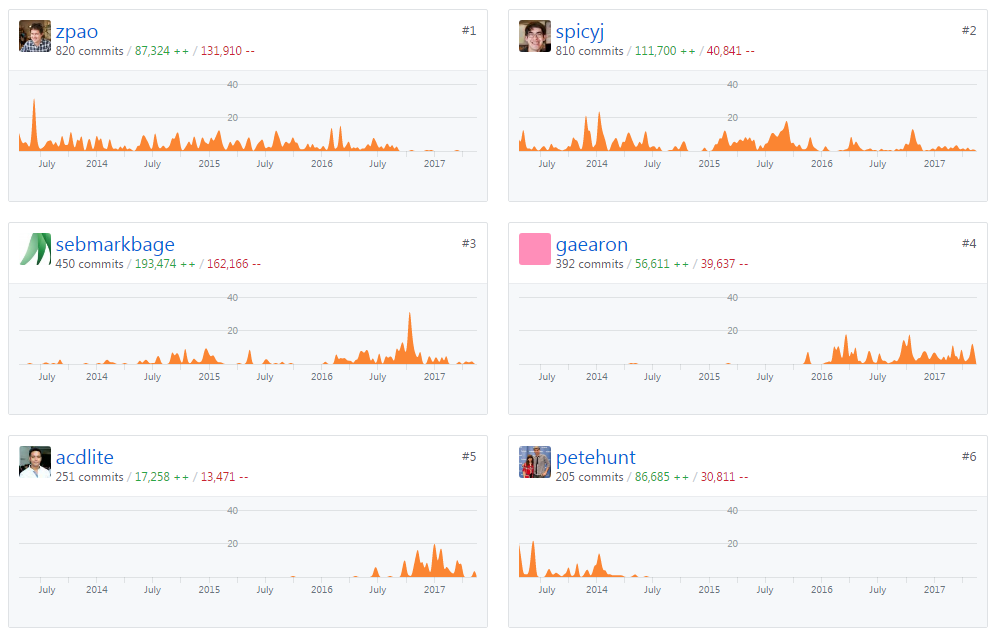 zpao
#1
820 commits / 87,324 ++ / 131,910 --
40
20
July 2014 July 2015 July 2016 July 2017
spicyj
#2
810 commits / 111,700 ++ / 40,841 --
40
20
July 2014 July 2015 July 2016 July 2017
sebmarkbage
#3
450 commits / 193,474 ++ / 162,166 --
40
20
July 2014 July 2015 July 2016 July 2017
gaearon
#4
392 commits / 56,611 ++ / 39,637 --
40
20
July 2014 July 2015 July 2016 July 2017
acdlite
#5
251 commits / 17,258 ++ / 13,471 --
40
20
July 2014 July 2015 July 2016 July 2017
petehunt
#6
205 commits / 86,685 ++ / 30,811 --
40
20
July 2014 July 2015 July 2016 July 2017